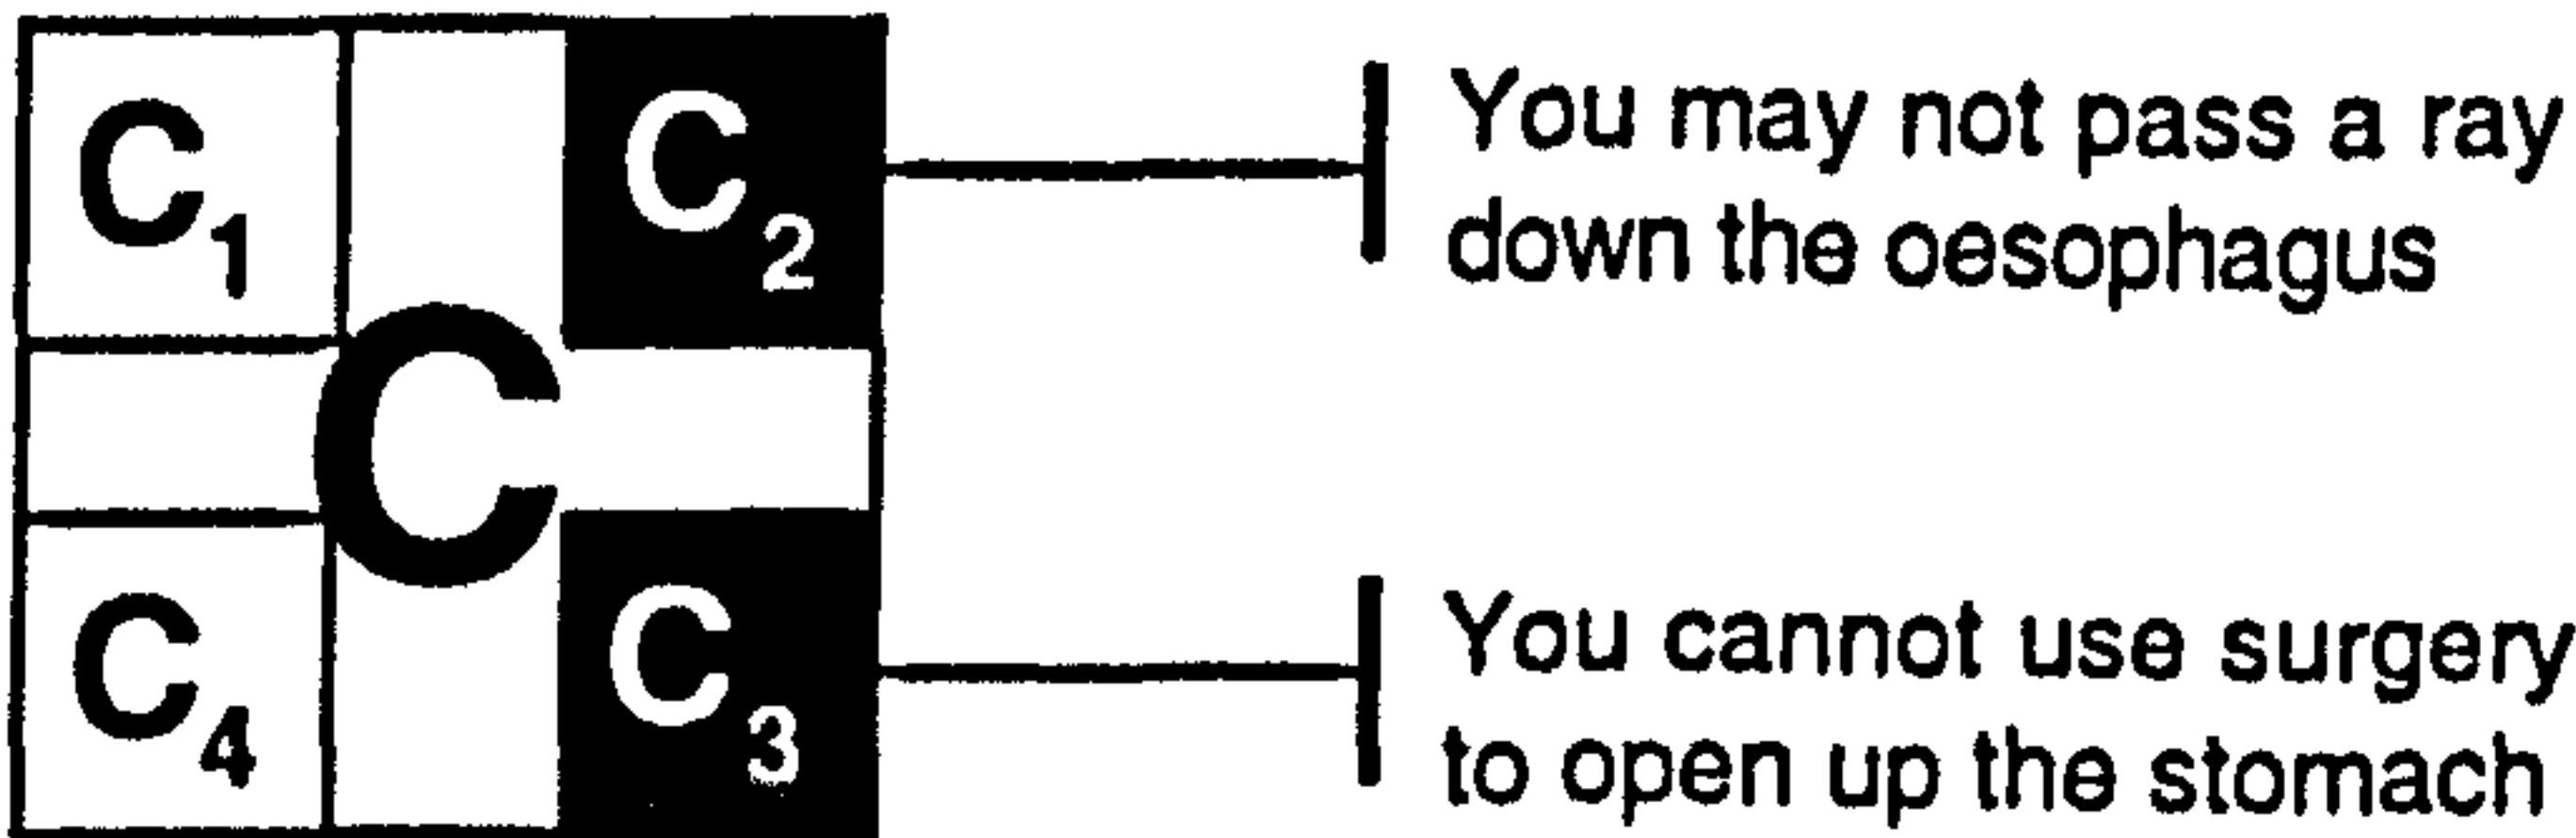 C1
C2
You may not pass a ray
down the oesophagus
C
C4
C3
You cannot use surgery
to open up the stomach